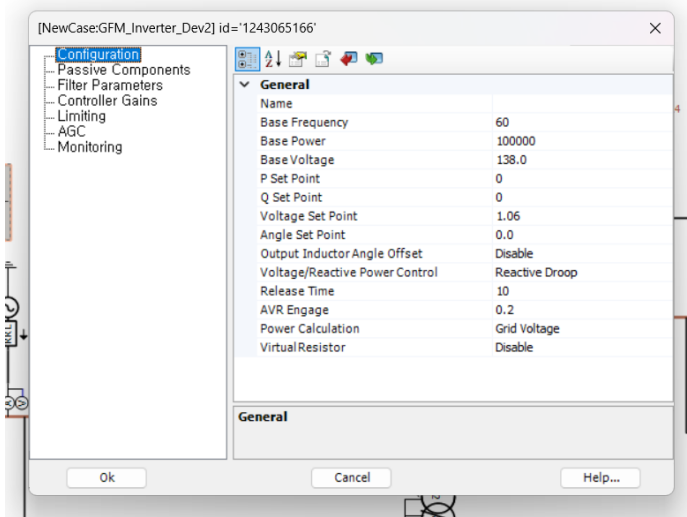 [NewCase:GFM_Inverter_Dev2] id='1243065166'
Configuration
Passive Components
Filter Parameters
Controller Gains
Limiting
AGC
Monitoring
General
Name
Base Frequency 60
Base Power 100000
Base Voltage 138.0
P Set Point 0
Q Set Point 0
Voltage Set Point 1.06
Angle Set Point 0.0
Output Inductor Angle Offset Disable
Voltage/Reactive Power Control Reactive Droop
Release Time 10
AVR Engage 0.2
Power Calculation Grid Voltage
Virtual Resistor Disable
General
Ok Cancel Help...
4